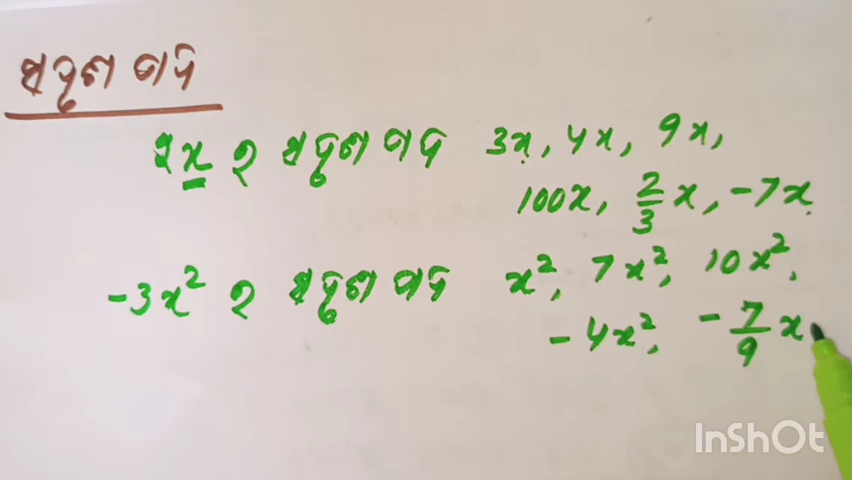 ସଦୃଶ ପଦ
2x ର ସଦୃଶ ପଦ 3x, 4x, 9x,
100x, 2/3 x, -7x
-3x² ର ସଦୃଶ ପଦ x², 7x², 10x²,
-4x², -7/9 x
InShOt